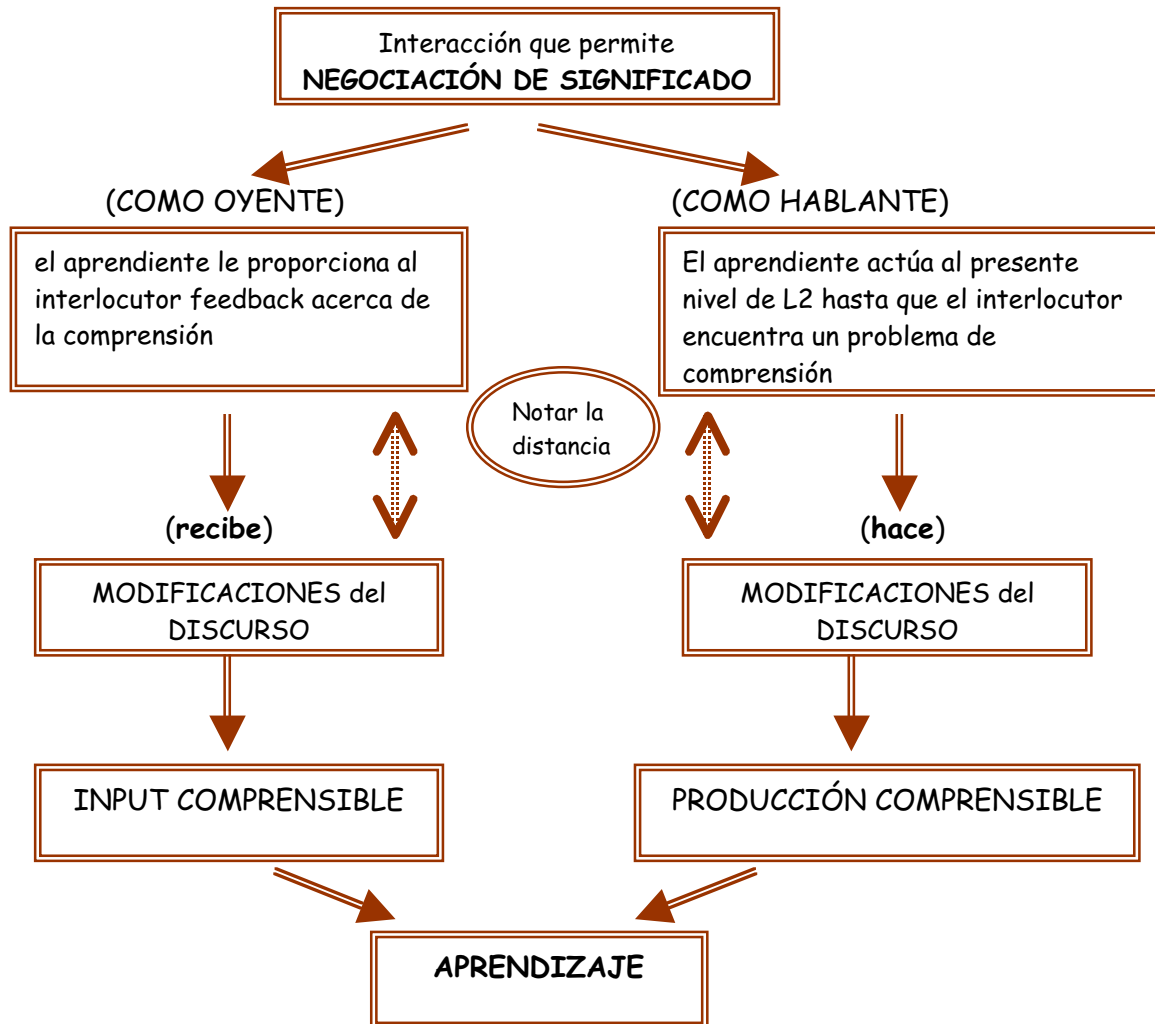 Interacción que permite
NEGOCIACIÓN DE SIGNIFICADO
(COMO OYENTE)
el aprendiente le proporciona al
interlocutor feedback acerca de
la comprensión
(COMO HABLANTE)
El aprendiente actúa al presente
nivel de L2 hasta que el interlocutor
encuentra un problema de
comprensión
Notar la
distancia
(recibe)
MODIFICACIONES del
DISCURSO
(hace)
MODIFICACIONES del
DISCURSO
INPUT COMPRENSIBLE
PRODUCCIÓN COMPRENSIBLE
APRENDIZAJE